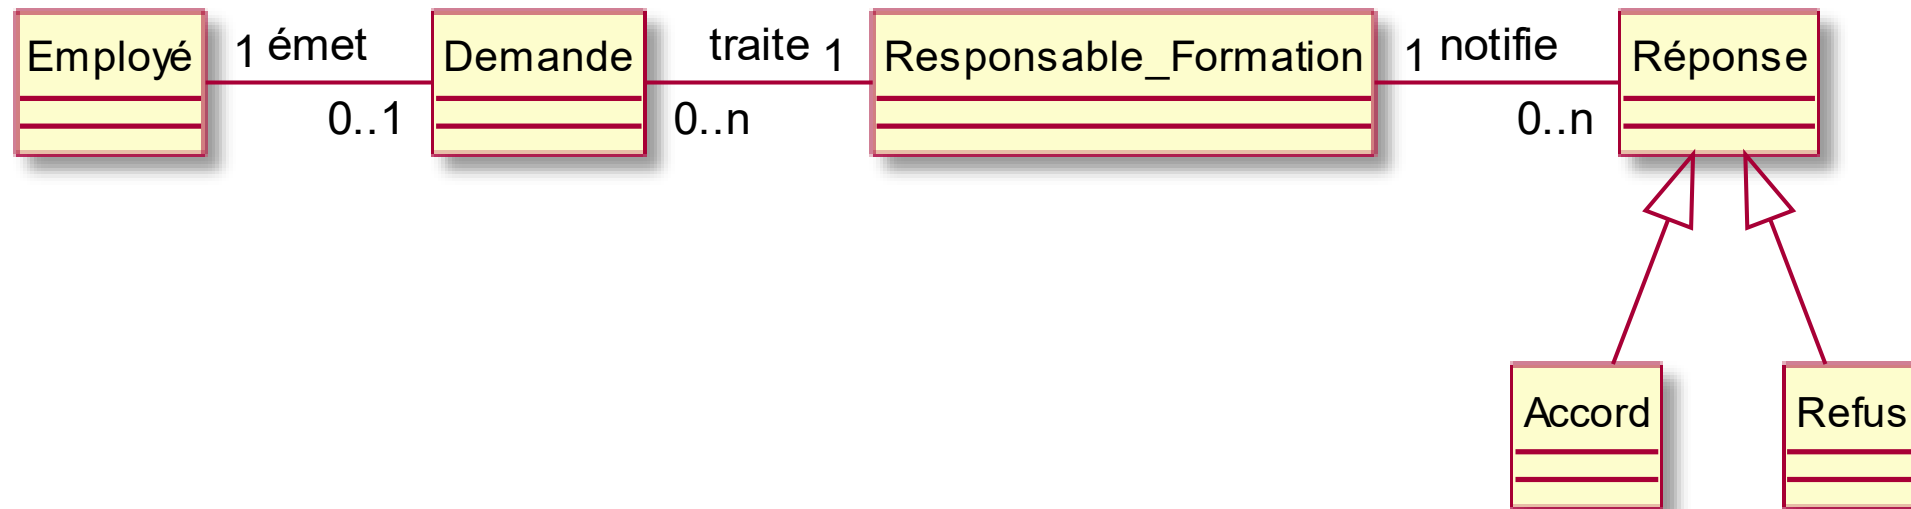 Employé 1 émet Demande traite 1 Responsable_Formation 1 notifie Réponse
0..1 0..n 0..n
Accord Refus